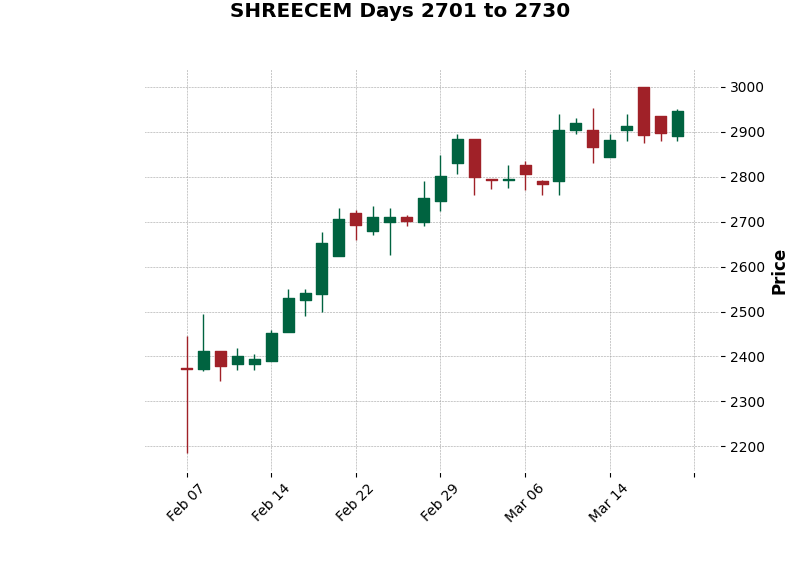 SHREECEM Days 2701 to 2730
3000
2900
2800
2700
2600
2500
2400
2300
2200
Price
Feb 07
Feb 14
Feb 22
Feb 29
Mar 06
Mar 14